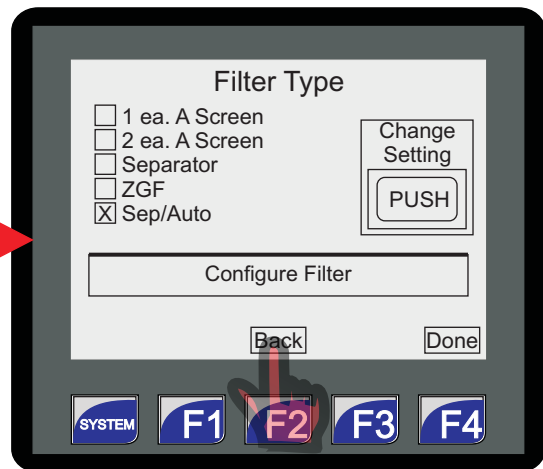 Filter Type
1 ea. A Screen
2 ea. A Screen
Separator
ZGF
X Sep/Auto
Change
Setting
PUSH
Configure Filter
Back Done
SYSTEM F1 F2 F3 F4